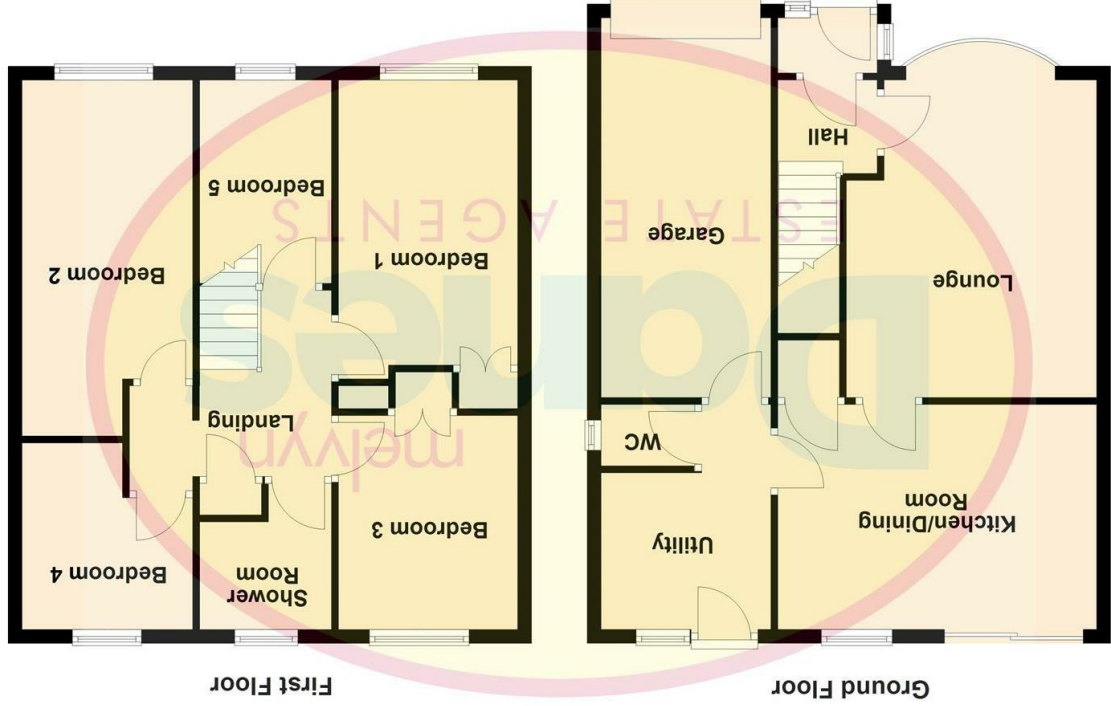 Ground Floor
Kitchen/Dining
Room
Utility
WC
Lounge
Garage
Hall
First Floor
Shower
Room
Bedroom 4
Bedroom 3
Landing
Bedroom 2
Bedroom 1
Bedroom 5
melvyn
Danes
ESTATE AGENTS